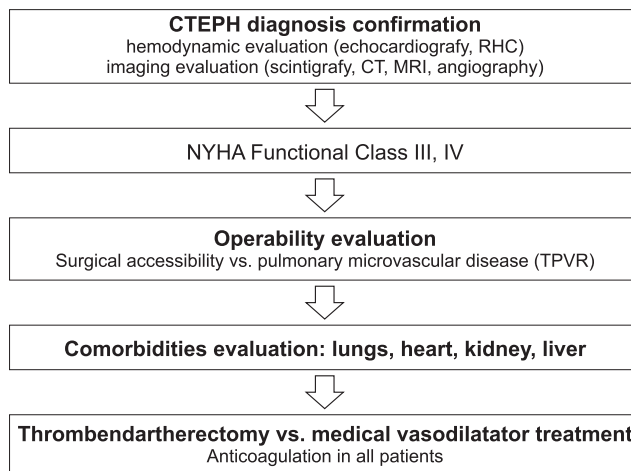 CTEPH diagnosis confirmation
hemodynamic evaluation (echocardiografy, RHC)
imaging evaluation (scintigrafy, CT, MRI, angiography)
NYHA Functional Class III, IV
Operability evaluation
Surgical accessibility vs. pulmonary microvascular disease (TPVR)
Comorbidities evaluation: lungs, heart, kidney, liver
Thrombendartherectomy vs. medical vasodilatator treatment
Anticoagulation in all patients